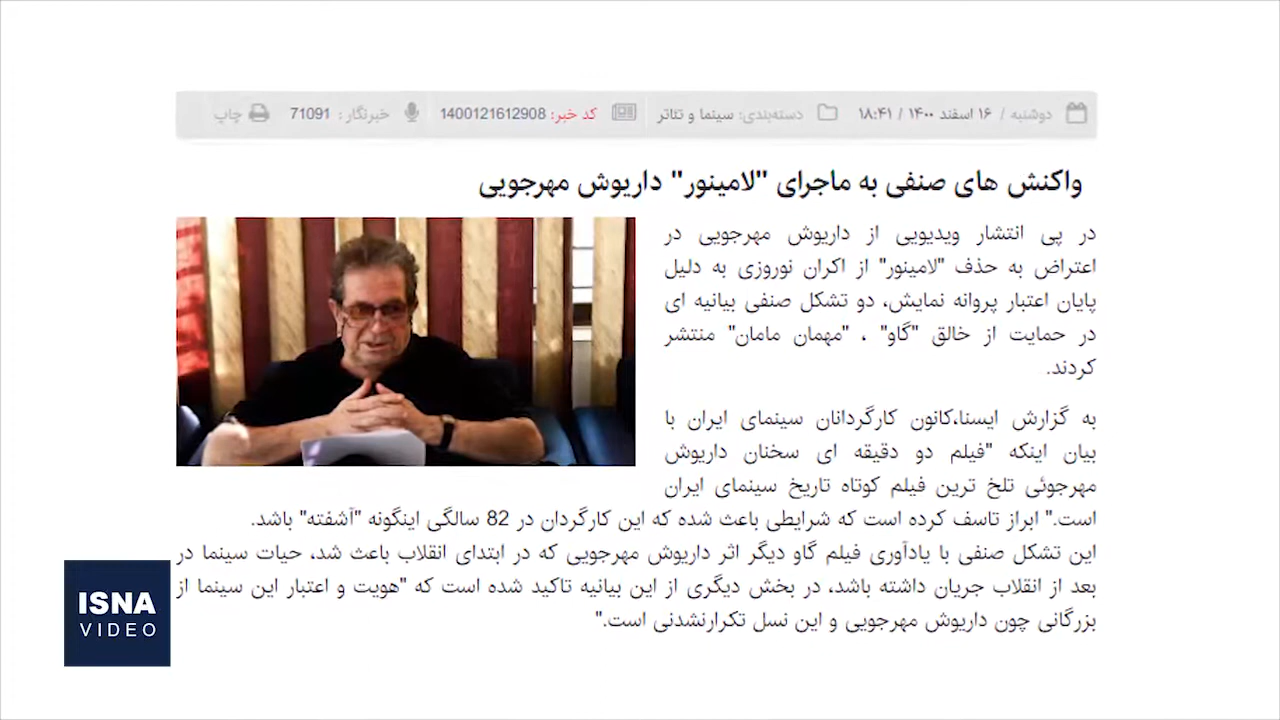 دوشنبه / ۱۶ اسفند ۱۴۰۰ / ۱۸:۴۱ دسته‌بندی: سینما و تئاتر کد خبر: 1400121612908 خبرنگار : 71091 چاپ
واکنش های صنفی به ماجرای "لامینور" داریوش مهرجویی
در پی انتشار ویدیویی از داریوش مهرجویی در
اعتراض به حذف "لامینور" از اکران نوروزی به دلیل
پایان اعتبار پروانه نمایش، دو تشکل صنفی بیانیه ای
در حمایت از خالق "گاو" ، "مهمان مامان" منتشر
کردند.
به گزارش ایسنا،کانون کارگردانان سینمای ایران با
بیان اینکه "فیلم دو دقیقه ای سخنان داریوش
مهرجوئی تلخ ترین فیلم کوتاه تاریخ سینمای ایران
است." ابراز تاسف کرده است که شرایطی باعث شده که این کارگردان در 82 سالگی اینگونه "آشفته" باشد.
این تشکل صنفی با یادآوری فیلم گاو دیگر اثر داریوش مهرجویی که در ابتدای انقلاب باعث شد، حیات سینما در
بعد از انقلاب جریان داشته باشد، در بخش دیگری از این بیانیه تاکید شده است که "هویت و اعتبار این سینما از
بزرگانی چون داریوش مهرجویی و این نسل تکرارنشدنی است."
ISNA
VIDEO